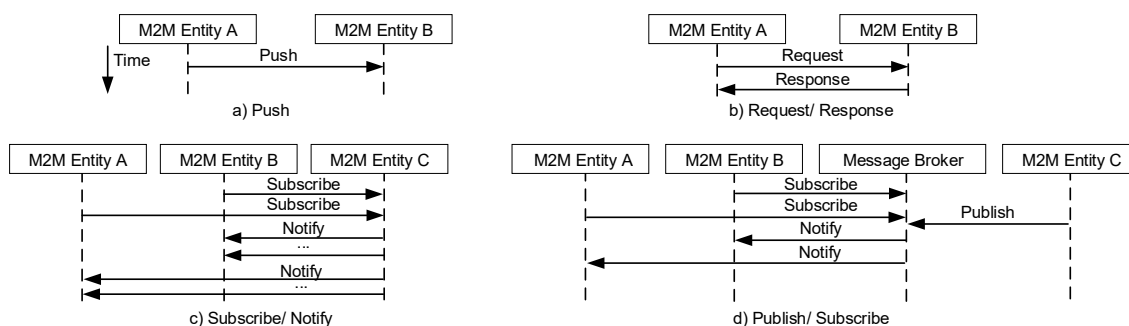 M2M Entity A
M2M Entity B
Time
Push
a) Push
M2M Entity A
M2M Entity B
Request
Response
b) Request/ Response
M2M Entity A
M2M Entity B
M2M Entity C
Subscribe
Subscribe
Notify
...
Notify
...
c) Subscribe/ Notify
M2M Entity A
M2M Entity B
Message Broker
M2M Entity C
Subscribe
Subscribe
Publish
Notify
Notify
d) Publish/ Subscribe